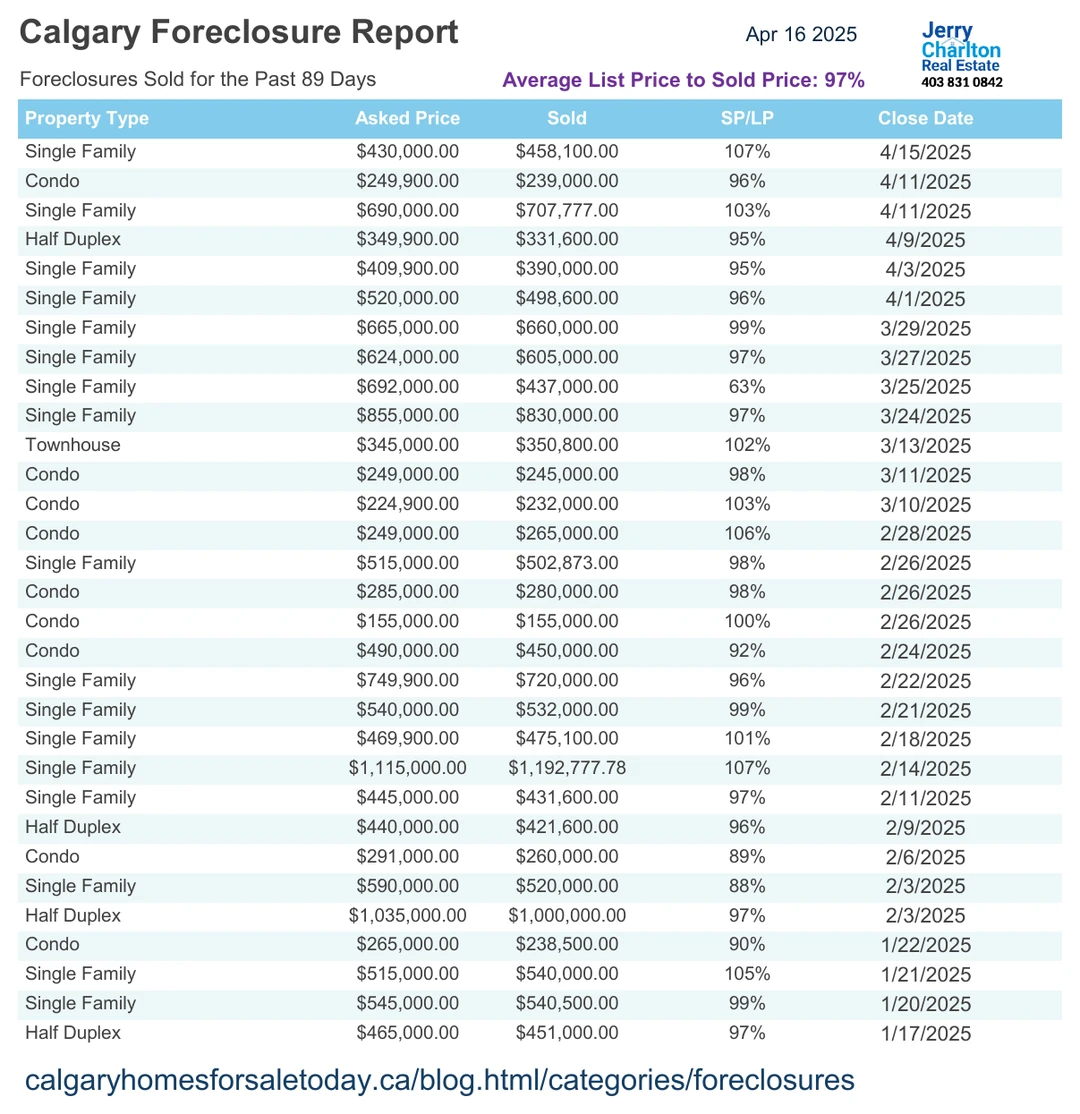 Calgary Foreclosure Report
Apr 16 2025
Jerry
Charlton
Real Estate
403 831 0842
Foreclosures Sold for the Past 89 Days
Average List Price to Sold Price: 97%
Property Type Asked Price Sold SP/LP Close Date
Single Family $430,000.00 $458,100.00 107% 4/15/2025
Condo $249,900.00 $239,000.00 96% 4/11/2025
Single Family $690,000.00 $707,777.00 103% 4/11/2025
Half Duplex $349,900.00 $331,600.00 95% 4/9/2025
Single Family $409,900.00 $390,000.00 95% 4/3/2025
Single Family $520,000.00 $498,600.00 96% 4/1/2025
Single Family $665,000.00 $660,000.00 99% 3/29/2025
Single Family $624,000.00 $605,000.00 97% 3/27/2025
Single Family $692,000.00 $437,000.00 63% 3/25/2025
Single Family $855,000.00 $830,000.00 97% 3/24/2025
Townhouse $345,000.00 $350,800.00 102% 3/13/2025
Condo $249,000.00 $245,000.00 98% 3/11/2025
Condo $224,900.00 $232,000.00 103% 3/10/2025
Condo $249,000.00 $265,000.00 106% 2/28/2025
Single Family $515,000.00 $502,873.00 98% 2/26/2025
Condo $285,000.00 $280,000.00 98% 2/26/2025
Condo $155,000.00 $155,000.00 100% 2/26/2025
Condo $490,000.00 $450,000.00 92% 2/24/2025
Single Family $749,900.00 $720,000.00 96% 2/22/2025
Single Family $540,000.00 $532,000.00 99% 2/21/2025
Single Family $469,900.00 $475,100.00 101% 2/18/2025
Single Family $1,115,000.00 $1,192,777.78 107% 2/14/2025
Single Family $445,000.00 $431,600.00 97% 2/11/2025
Half Duplex $440,000.00 $421,600.00 96% 2/9/2025
Condo $291,000.00 $260,000.00 89% 2/6/2025
Single Family $590,000.00 $520,000.00 88% 2/3/2025
Half Duplex $1,035,000.00 $1,000,000.00 97% 2/3/2025
Condo $265,000.00 $238,500.00 90% 1/22/2025
Single Family $515,000.00 $540,000.00 105% 1/21/2025
Single Family $545,000.00 $540,500.00 99% 1/20/2025
Half Duplex $465,000.00 $451,000.00 97% 1/17/2025
calgaryhomesforsaletoday.ca/blog.html/categories/foreclosures